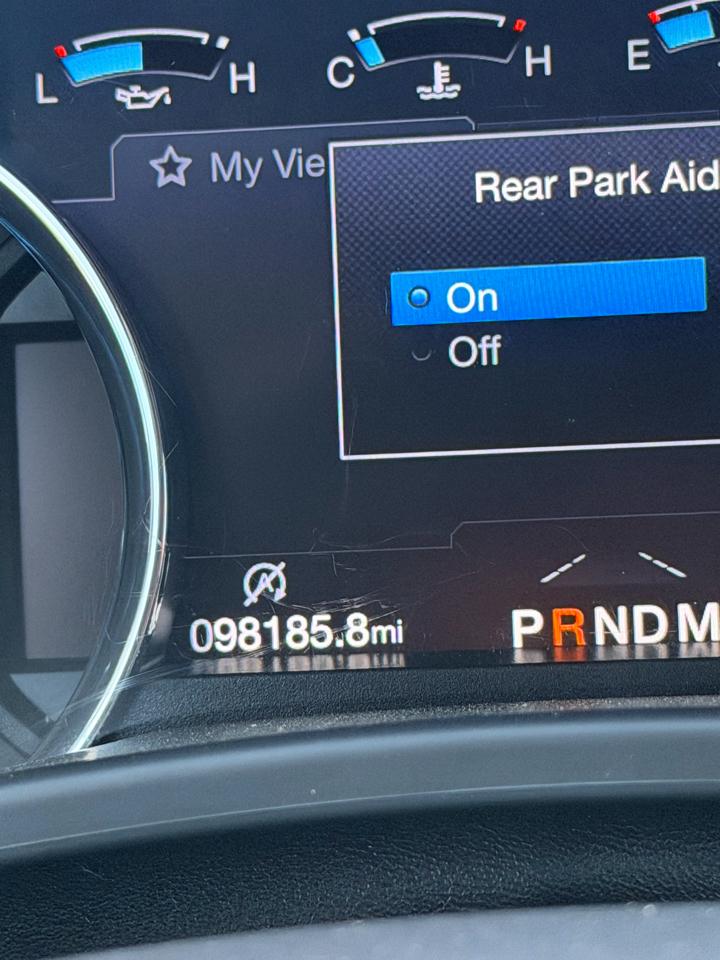 L H C H E
My Vie
Rear Park Aid
On
Off
098185.8mi
PRNDM